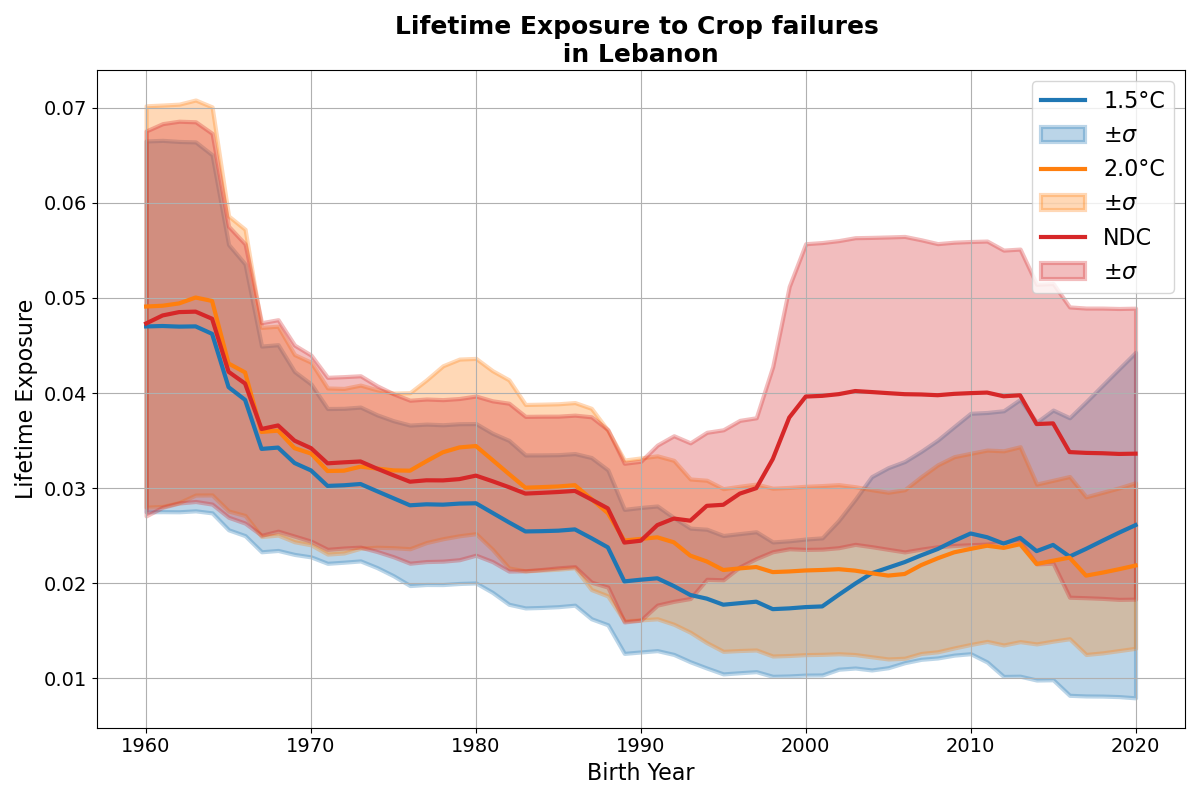 Lifetime Exposure to Crop failures
in Lebanon
Lifetime Exposure
0.07
0.06
0.05
0.04
0.03
0.02
0.01
1960
1970
1980
1990
2000
2010
2020
Birth Year
1.5°C
±σ
2.0°C
±σ
NDC
±σ